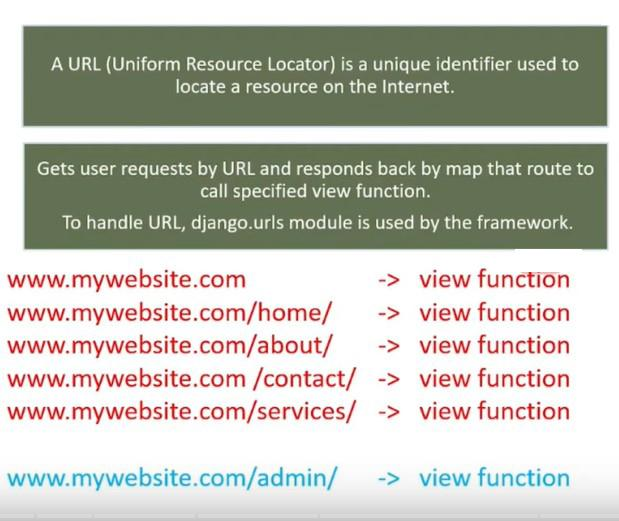 A URL (Uniform Resource Locator) is a unique identifier used to
locate a resource on the Internet.
Gets user requests by URL and responds back by map that route to
call specified view function.
To handle URL, django.urls module is used by the framework.
www.mywebsite.com -> view function
www.mywebsite.com/home/ -> view function
www.mywebsite.com/about/ -> view function
www.mywebsite.com /contact/ -> view function
www.mywebsite.com/services/ -> view function
www.mywebsite.com/admin/ -> view function